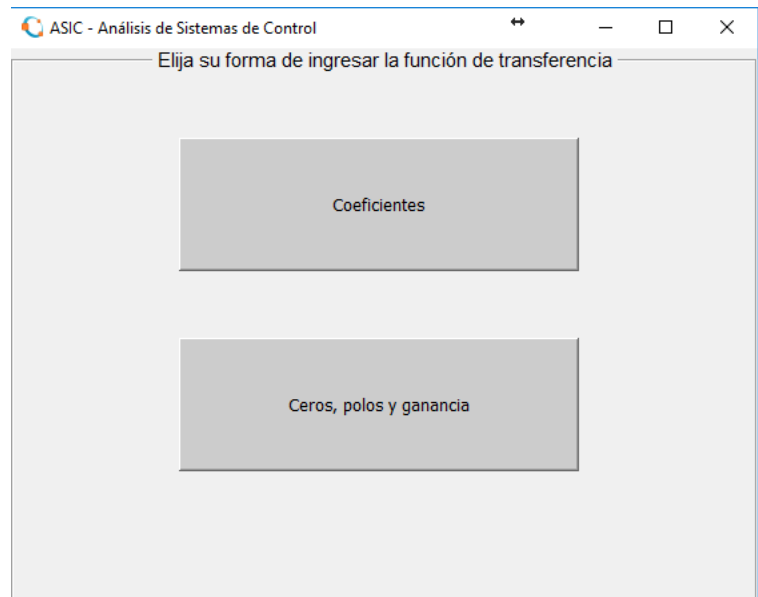 ASIC - Análisis de Sistemas de Control
Elija su forma de ingresar la función de transferencia
Coeficientes
Ceros, polos y ganancia